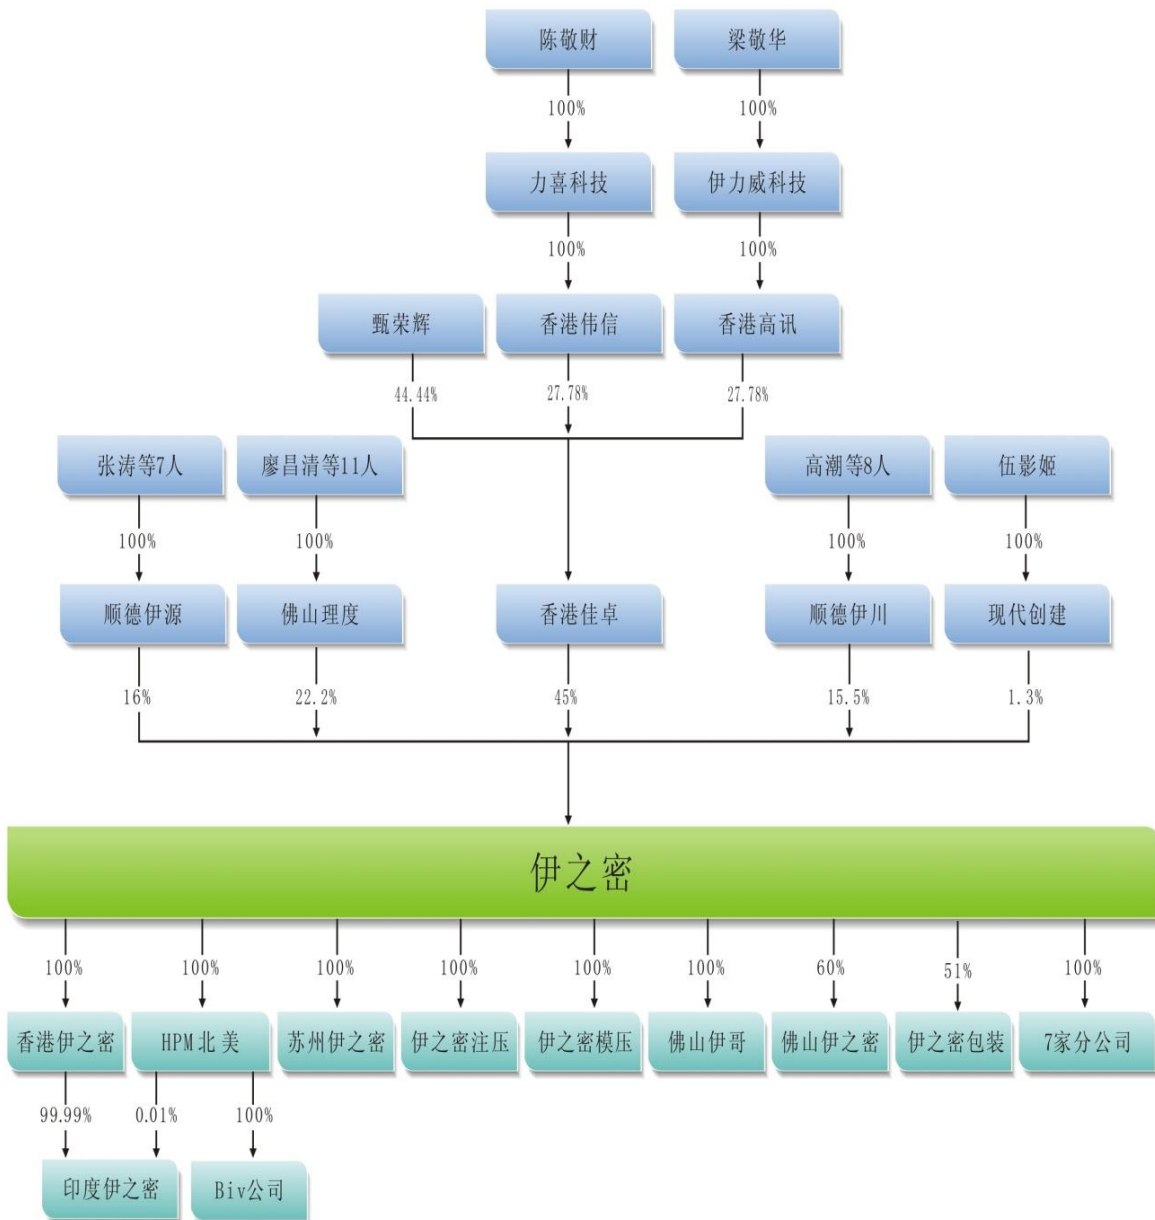 陈敬财
梁敬华
100%
100%
力喜科技
伊力威科技
100%
100%
甄荣辉
香港伟信
香港高讯
44.44%
27.78%
27.78%
张涛等7人
廖昌清等11人
高潮等8人
伍影姬
100%
100%
100%
100%
顺德伊源
佛山理度
香港佳卓
顺德伊川
现代创建
16%
22.2%
45%
15.5%
1.3%
伊之密
100%
100%
100%
100%
100%
100%
60%
51%
100%
香港伊之密
HPM北美
苏州伊之密
伊之密注压
伊之密模压
佛山伊哥
佛山伊之密
伊之密包装
7家分公司
99.99%
0.01%
100%
印度伊之密
Biv公司